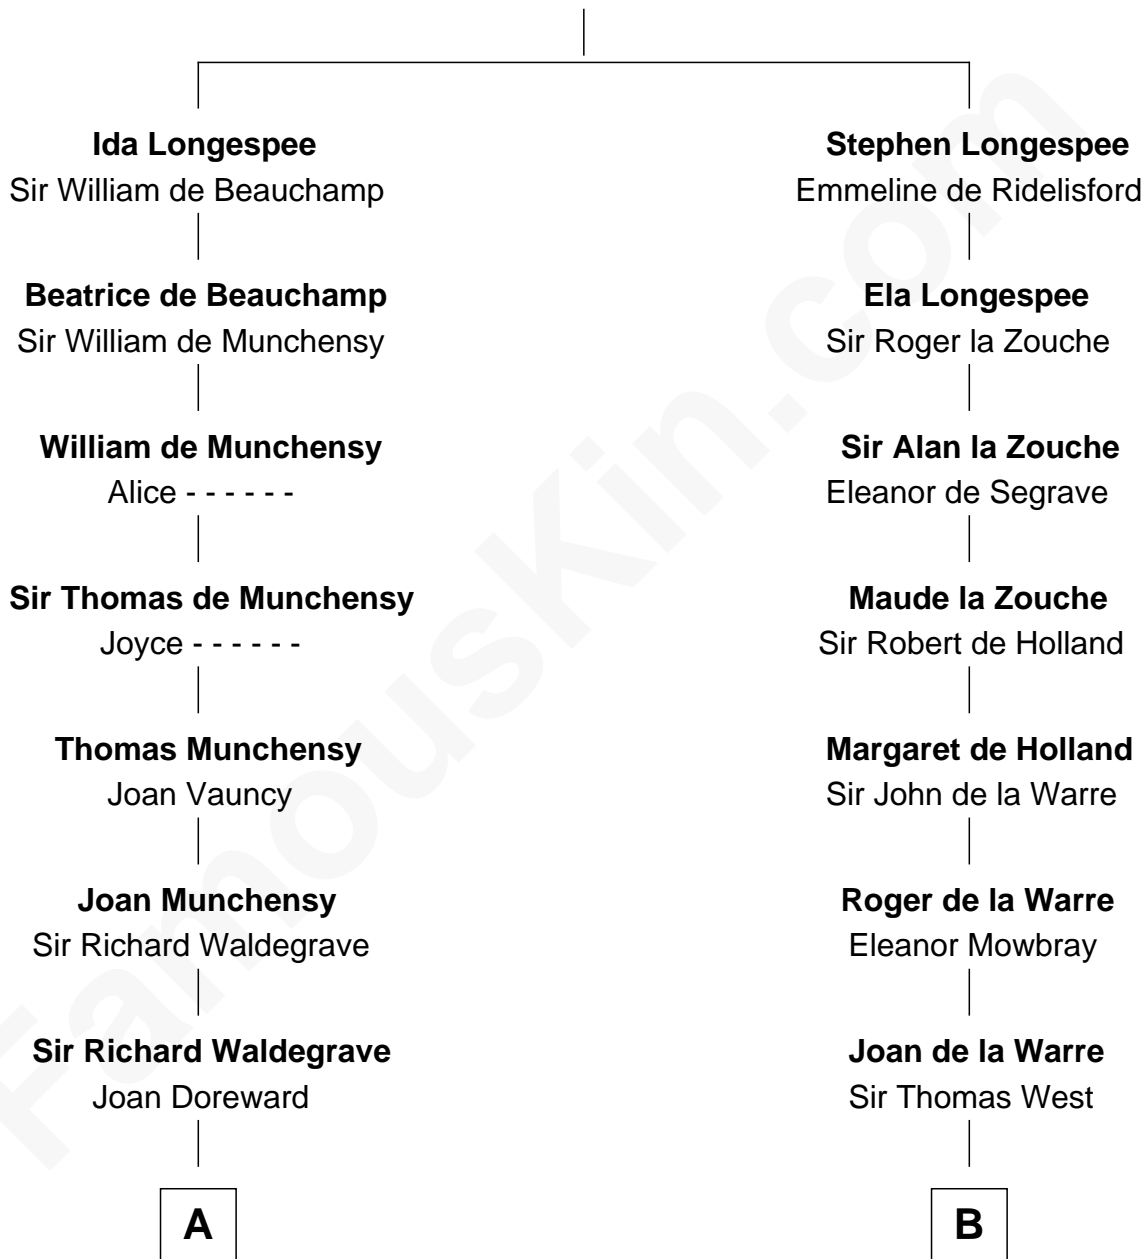 Ida Longespee
Sir William de Beauchamp
Beatrice de Beauchamp
Sir William de Munchensy
William de Munchensy
Alice - - - - - -
Sir Thomas de Munchensy
Joyce - - - - - -
Thomas Munchensy
Joan Vauncy
Joan Munchensy
Sir Richard Waldegrave
Sir Richard Waldegrave
Joan Doreward
A
Stephen Longespee
Emmeline de Ridelisford
Ela Longespee
Sir Roger la Zouche
Sir Alan la Zouche
Eleanor de Segrave
Maude la Zouche
Sir Robert de Holland
Margaret de Holland
Sir John de la Warre
Roger de la Warre
Eleanor Mowbray
Joan de la Warre
Sir Thomas West
B
FamousKin.com